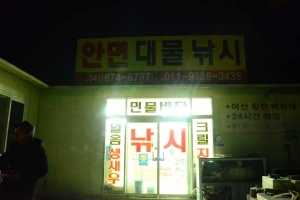 안면대물낚시
041) 674-6797 011-9739-3435
민물바다
얼음
생새우
낚시
크릴
24시간 영업